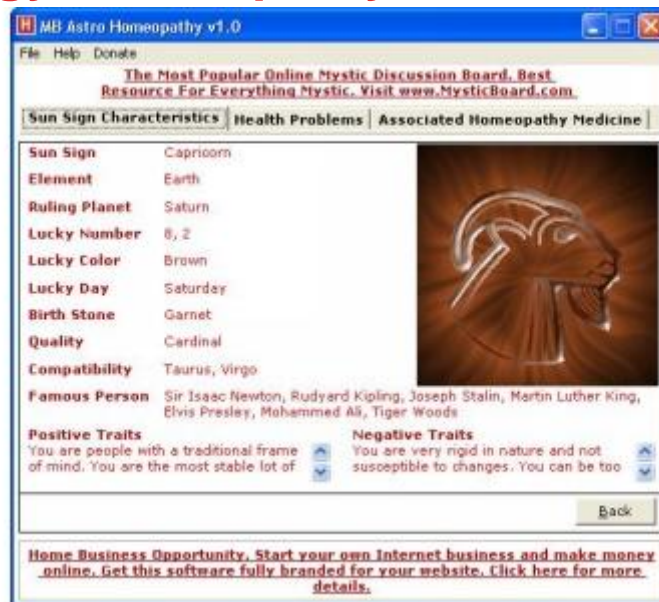 MB Astro Homeopathy v1.0
File Help Donate
The Most Popular Online Mystic Discussion Board. Best
Resource For Everything Mystic. Visit www.MysticBoard.com
Sun Sign Characteristics Health Problems Associated Homeopathy Medicine
Sun Sign Capricorn
Element Earth
Ruling Planet Saturn
Lucky Number 8, 2
Lucky Color Brown
Lucky Day Saturday
Birth Stone Garnet
Quality Cardinal
Compatibility Taurus, Virgo
Famous Person Sir Isaac Newton, Rudyard Kipling, Joseph Stalin, Martin Luther King,
Elvis Presley, Mohammed Ali, Tiger Woods
Positive Traits Negative Traits
You are people with a traditional frame You are very rigid in nature and not
of mind. You are the most stable lot of susceptible to changes. You can be too
Back
Home Business Opportunity. Start your own Internet business and make money
online. Get this software fully branded for your website. Click here for more
details.